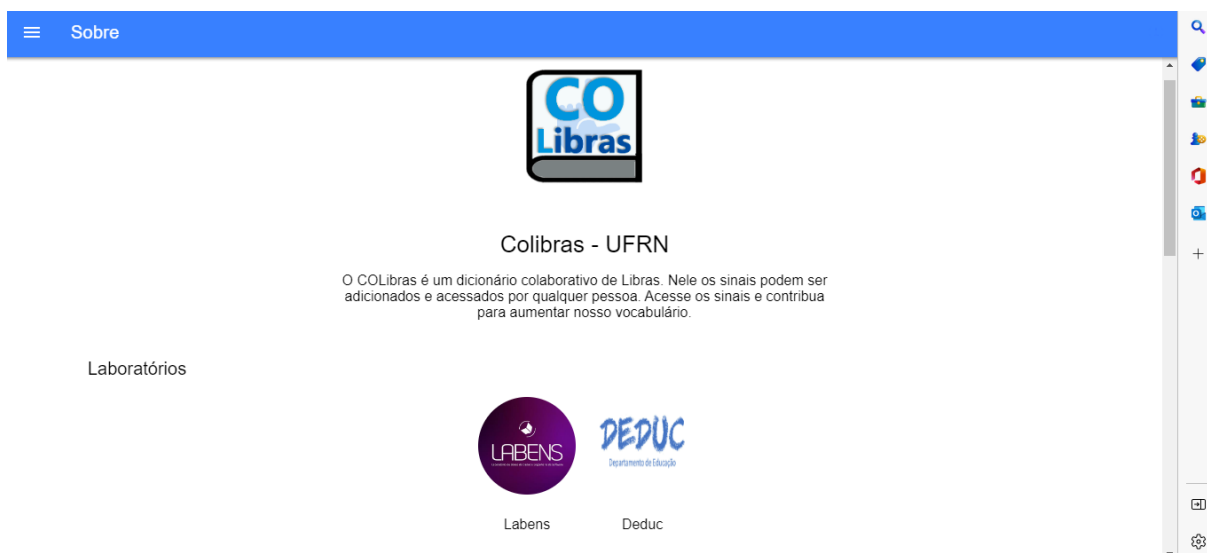 Sobre
CO
Libras
Colibras - UFRN
O COLibras é um dicionário colaborativo de Libras. Nele os sinais podem ser
adicionados e acessados por qualquer pessoa. Acesse os sinais e contribua
para aumentar nosso vocabulário.
Laboratórios
LABENS
DEDUC
Departamento de Educação
Labens
Deduc